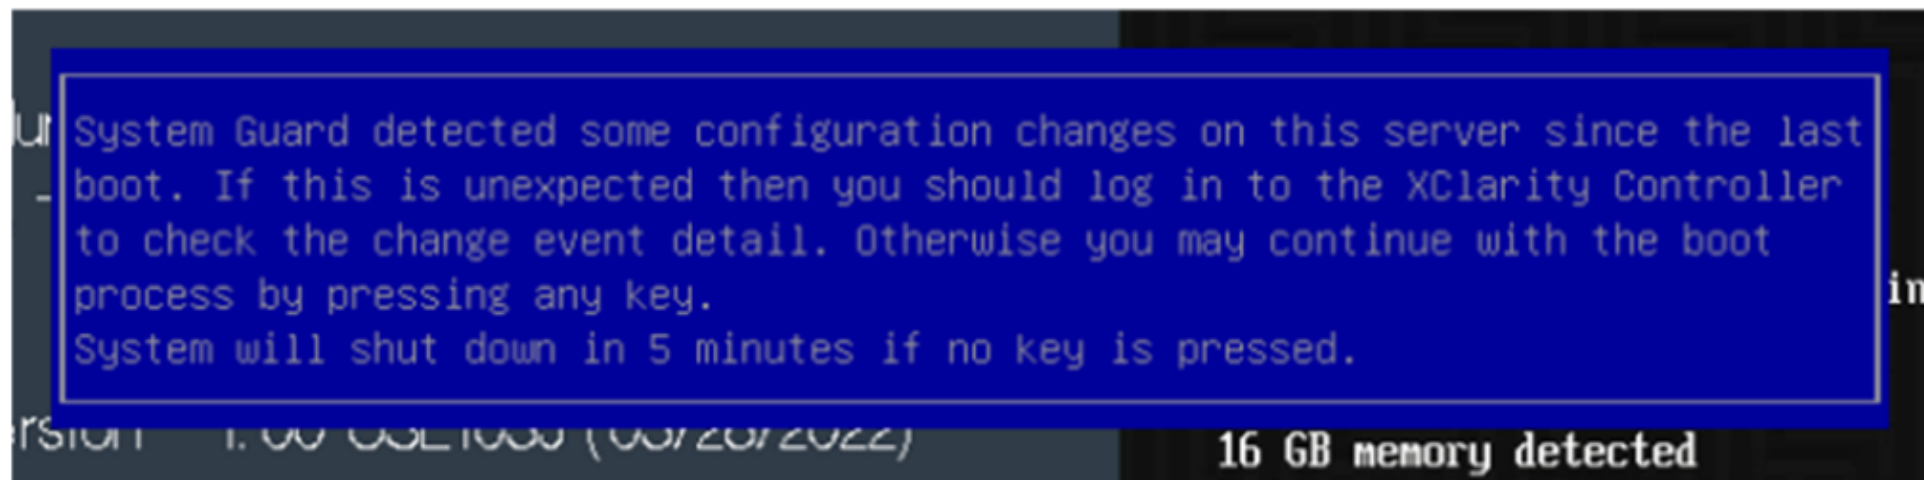 System Guard detected some configuration changes on this server since the last
boot. If this is unexpected then you should log in to the XClarity Controller
to check the change event detail. Otherwise you may continue with the boot
process by pressing any key.
System will shut down in 5 minutes if no key is pressed.
16 GB memory detected